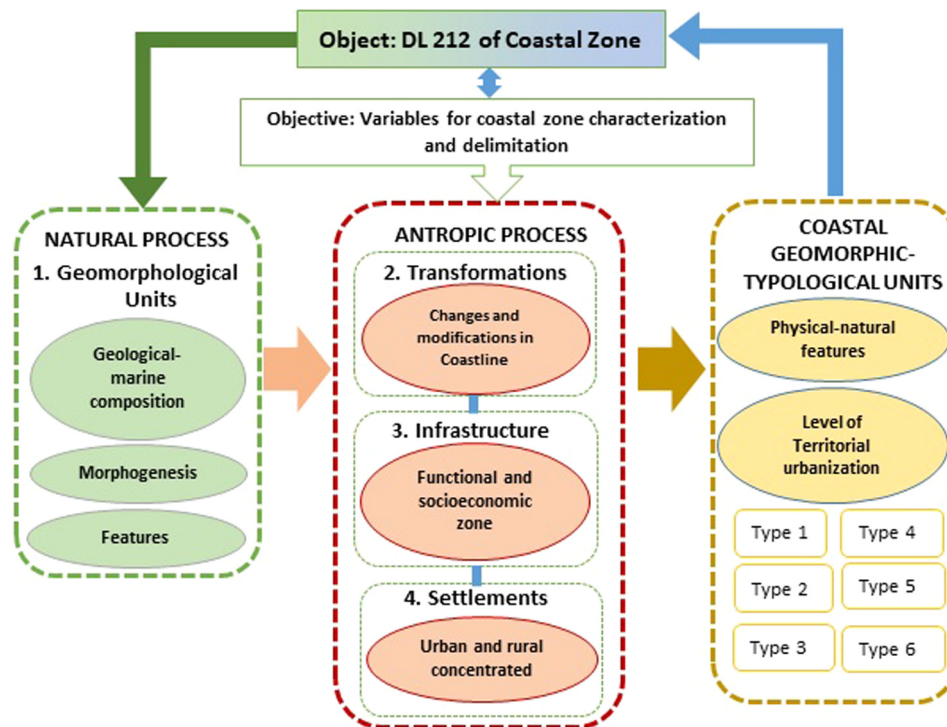 Object: DL 212 of Coastal Zone
Objective: Variables for coastal zone characterization
and delimitation
NATURAL PROCESS
1. Geomorphological
Units
Geological-
marine
composition
Morphogenesis
Features
ANTROPIC PROCESS
2. Transformations
Changes and
modifications in
Coastline
3. Infrastructure
Functional and
socioeconomic
zone
4. Settlements
Urban and rural
concentrated
COASTAL
GEOMORPHIC-
TYPOLOGICAL UNITS
Physical-natural
features
Level of
Territorial
urbanization
Type 1
Type 4
Type 2
Type 5
Type 3
Type 6